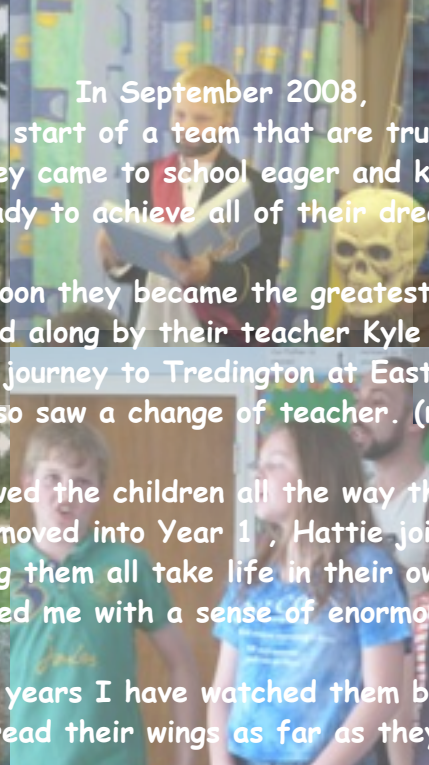 In September 2008,
start of a team that are tru
ey came to school eager and k
ady to achieve all of their drea
oon they became the greatest
d along by their teacher Kyle
journey to Tredington at East
so saw a change of teacher. (
ved the children all the way th
moved into Year 1 , Hattie joi
g them all take life in their ow
ed me with a sense of enormo
years I have watched them b
read their wings as far as they